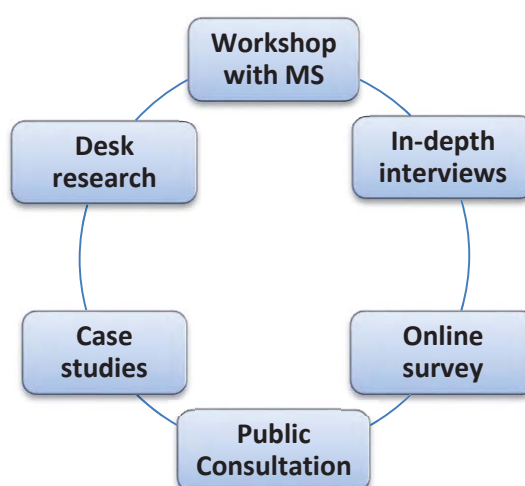 Workshop
with MS
In-depth
interviews
Online
survey
Public
Consultation
Case
studies
Desk
research